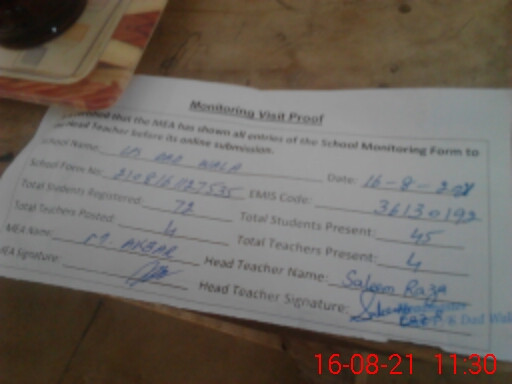 Monitoring Visit Proof
that the MEA has shown all entries of the School Monitoring Form to
Head Teacher before its online submission.
School Name: WALA Date: 16-8-2021
School Form No: EMIS Code: 36130192
Total Students Registered: 72 Total Students Present: 45
Total Teachers Posted: 4 Total Teachers Present: 4
MEA Name: M. AKBAR Head Teacher Name: Saleem Raza
MEA Signature: Head Teacher Signature:
16-08-21 11:30